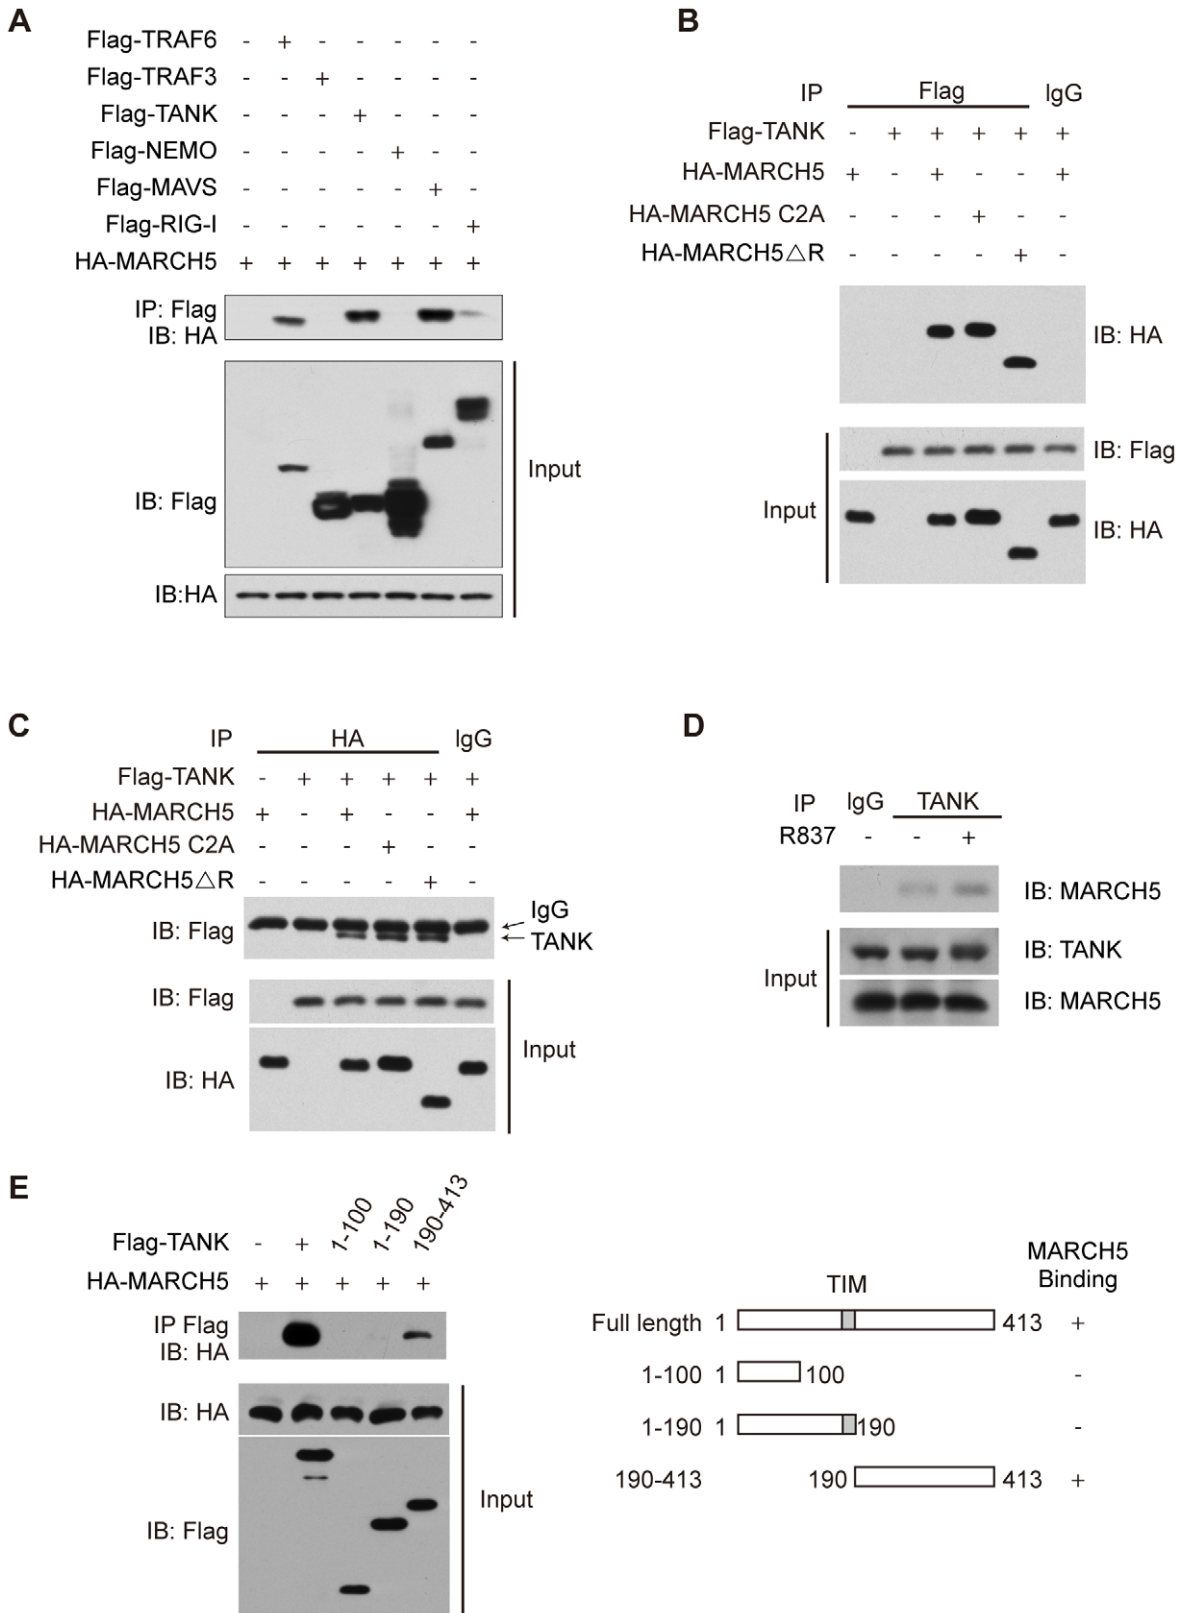 A
Flag-TRAF6 - + - - - - -
Flag-TRAF3 - - + - - - -
Flag-TANK - - - + - - -
Flag-NEMO - - - - + - -
Flag-MAVS - - - - - + -
Flag-RIG-I - - - - - - +
HA-MARCH5 + + + + + + +
IP: Flag
IB: HA
IB: Flag
Input
IB:HA
B
IP Flag IgG
Flag-TANK - + + + + +
HA-MARCH5 + - + - - +
HA-MARCH5 C2A - - - + - -
HA-MARCH5△R - - - - + -
IB: HA
IB: Flag
Input
IB: HA
C
IP HA IgG
Flag-TANK - + + + + +
HA-MARCH5 + - + - - +
HA-MARCH5 C2A - - - + - -
HA-MARCH5△R - - - - + -
IB: Flag
IgG
TANK
IB: Flag
Input
IB: HA
D
IP IgG TANK
R837 - - +
IB: MARCH5
IB: TANK
Input
IB: MARCH5
E
Flag-TANK - + 1-100 1-190 190-413
HA-MARCH5 + + + + +
IP Flag
IB: HA
IB: HA
Input
IB: Flag
MARCH5
Binding
TIM
Full length 1 413 +
1-100 1 100 -
1-190 1 190 -
190-413 190 413 +